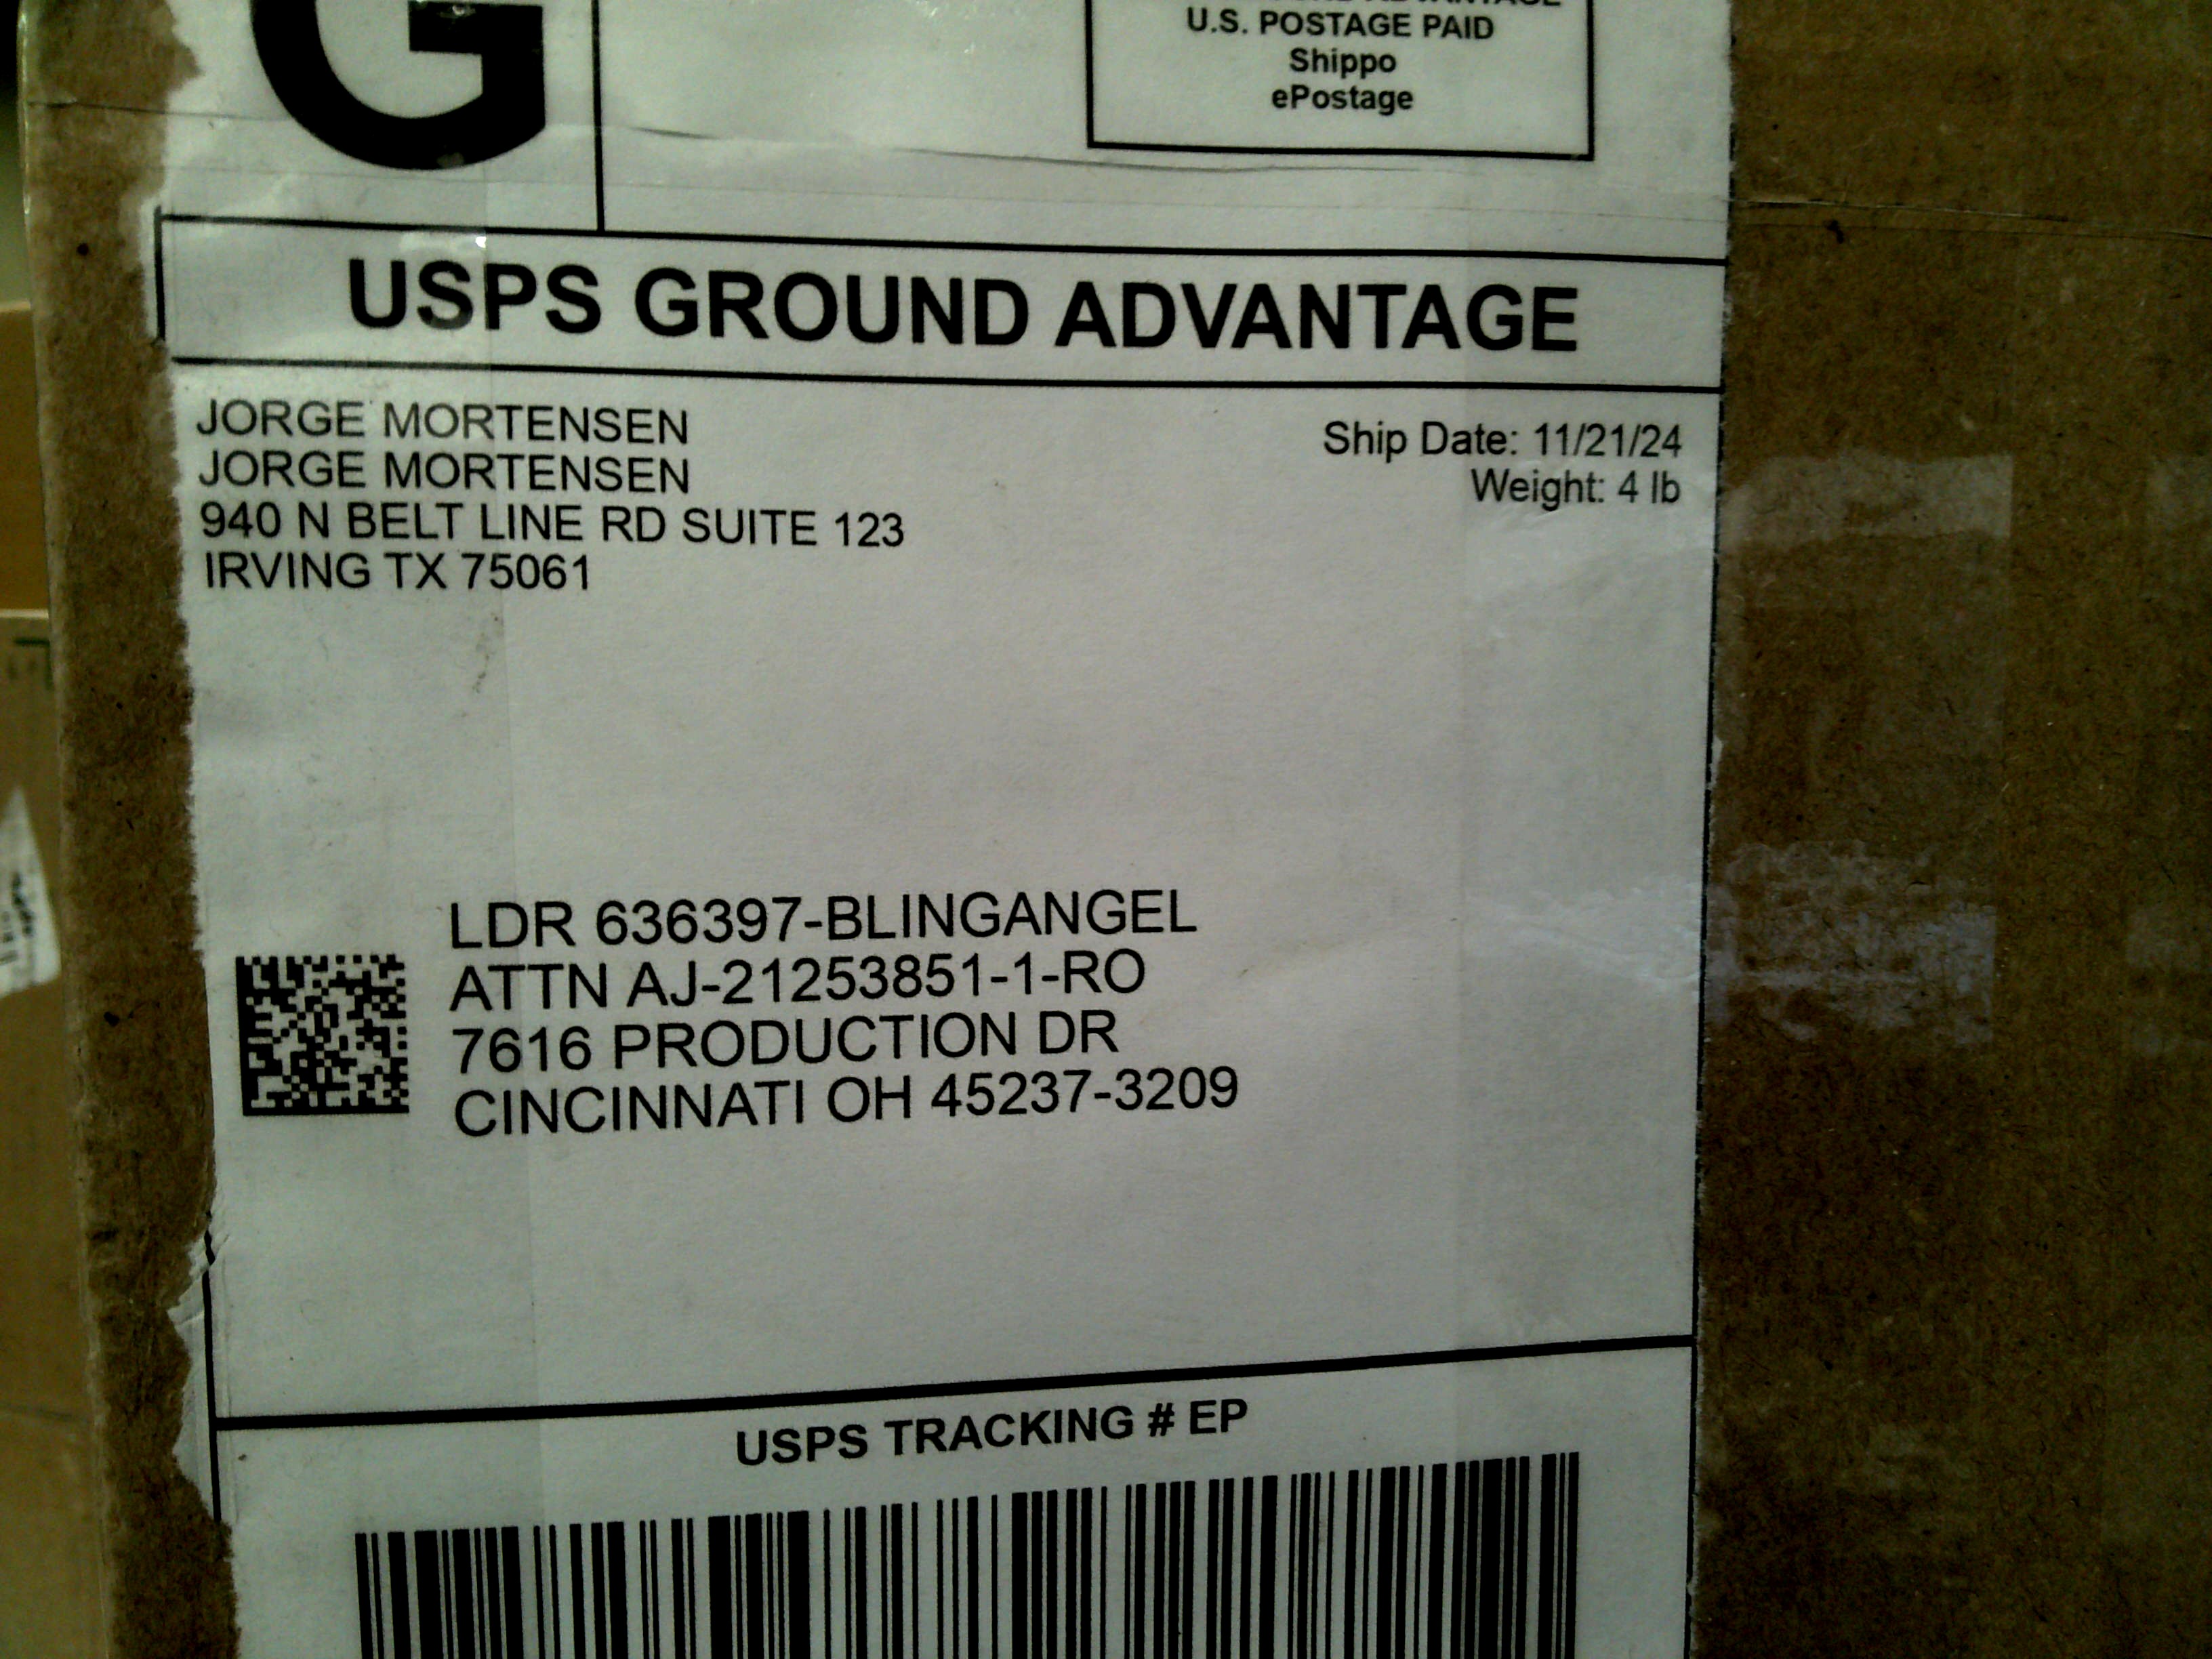 G
U.S. POSTAGE PAID
Shippo
ePostage
USPS GROUND ADVANTAGE
JORGE MORTENSEN
JORGE MORTENSEN
940 N BELT LINE RD SUITE 123
IRVING TX 75061
Ship Date: 11/21/24
Weight: 4 lb
LDR 636397-BLINGANGEL
ATTN AJ-21253851-1-RO
7616 PRODUCTION DR
CINCINNATI OH 45237-3209
USPS TRACKING # EP